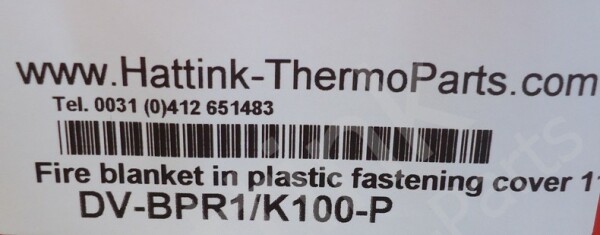 www.Hattink-ThermoParts.com
Tel. 0031 (0)412 651483
Fire blanket in plastic fastening cover
DV-BPR1/K100-P